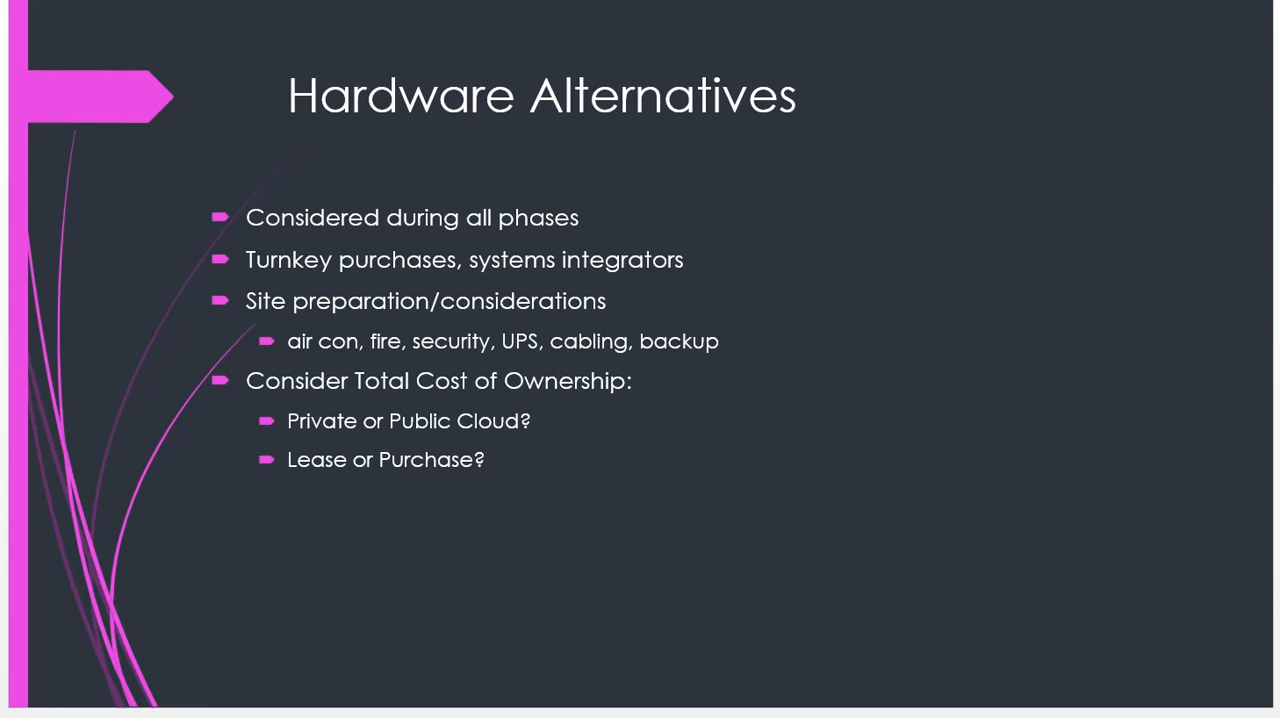 Hardware Alternatives
Considered during all phases
Turnkey purchases, systems integrators
Site preparation/considerations
air con, fire, security, UPS, cabling, backup
Consider Total Cost of Ownership:
Private or Public Cloud?
Lease or Purchase?